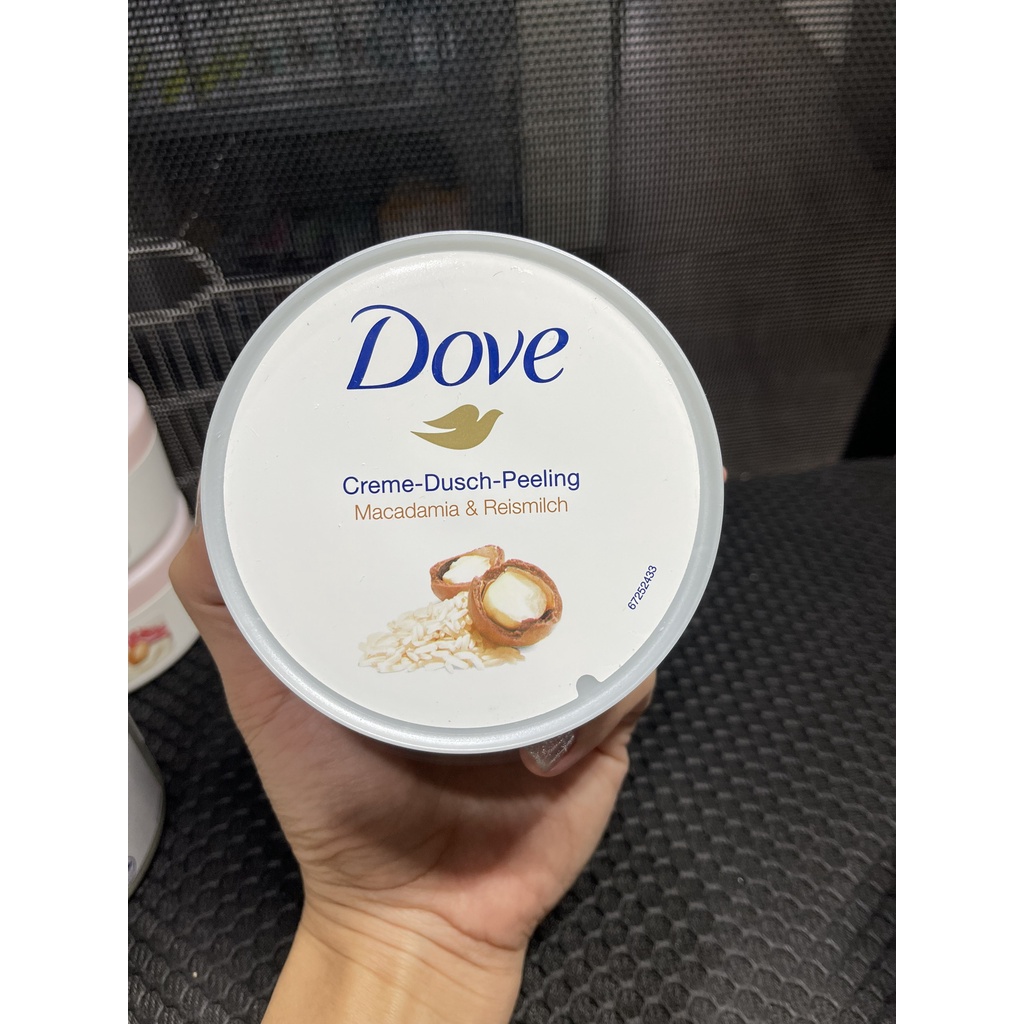 Dove
Creme-Dusch-Peeling
Macadamia & Reismilch
67252433